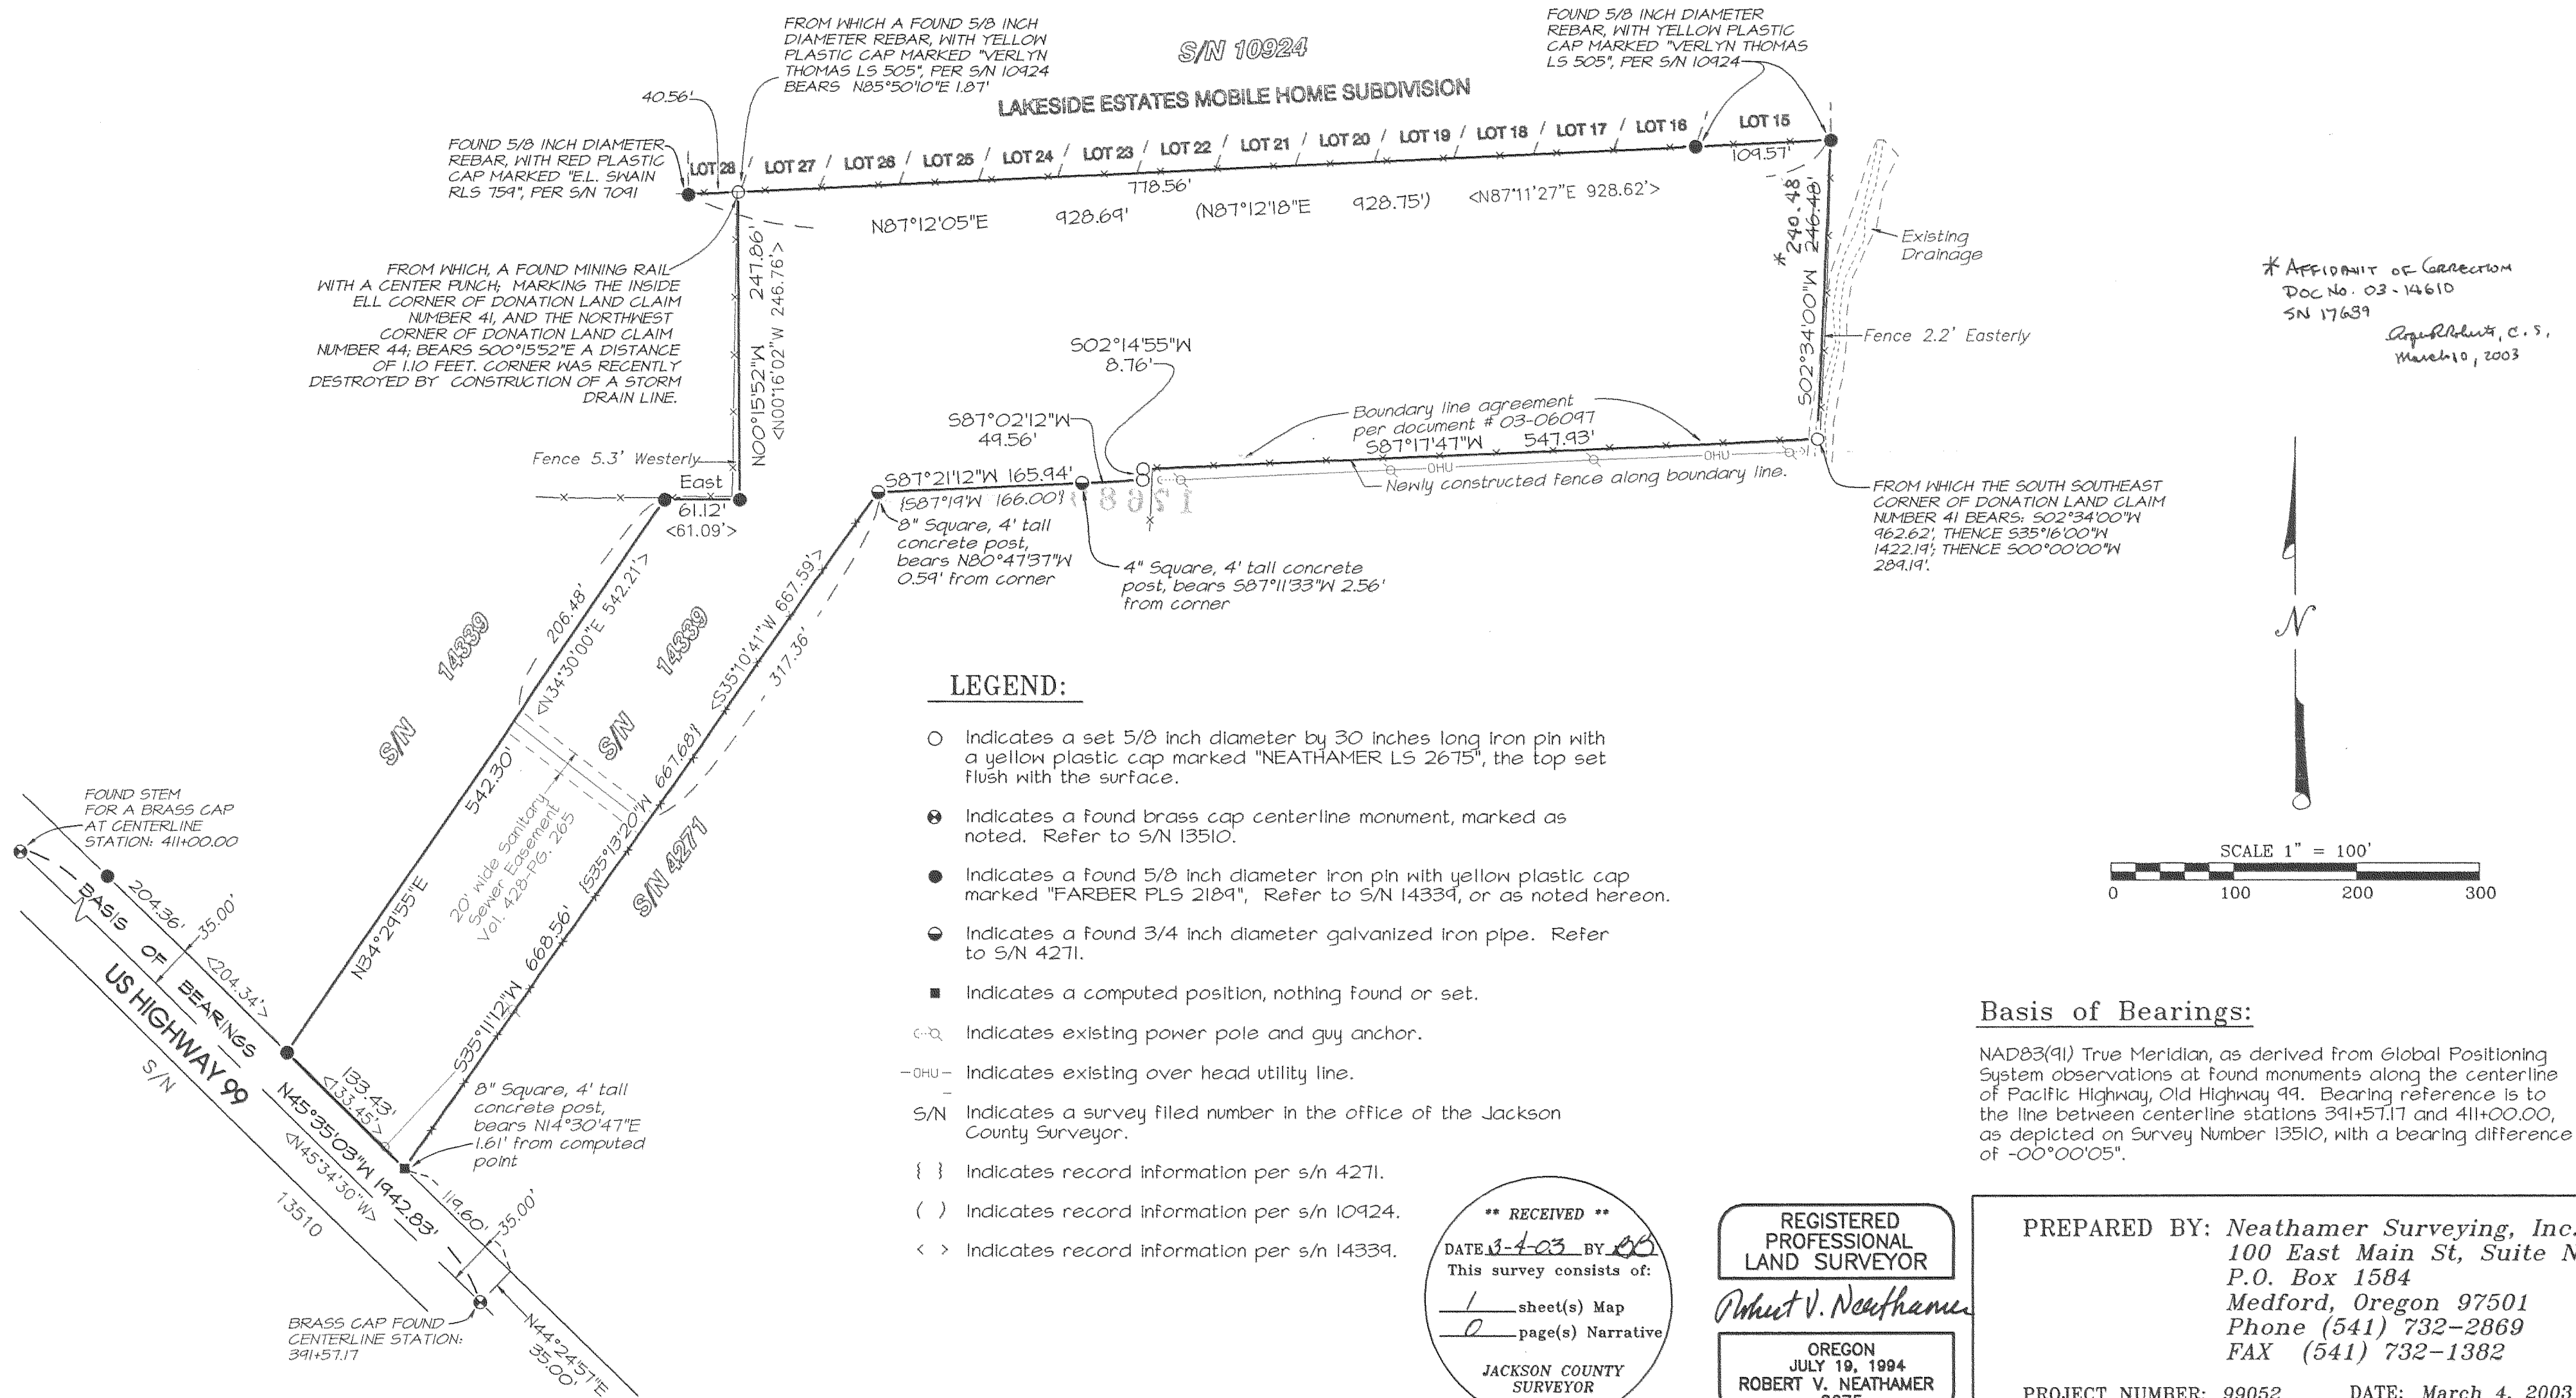 FROM WHICH A FOUND 5/8 INCH
DIAMETER REBAR, WITH YELLOW
PLASTIC CAP MARKED "VERLYN
THOMAS LS 505", PER S/N 10924
BEARS N85°50'10"E 1.87'
S/N 10924
LAKESIDE ESTATES MOBILE HOME SUBDIVISION
FOUND 5/8 INCH DIAMETER
REBAR, WITH YELLOW PLASTIC
CAP MARKED "VERLYN THOMAS
LS 505", PER S/N 10924
40.56'
FOUND 5/8 INCH DIAMETER
REBAR, WITH RED PLASTIC
CAP MARKED "E.L. SWAIN
RLS 759", PER S/N 7091
LOT 28 / LOT 27 / LOT 26 / LOT 25 / LOT 24 / LOT 23 / LOT 22 / LOT 21 / LOT 20 / LOT 19 / LOT 18 / LOT 17 / LOT 16 LOT 15
109.57'
778.56'
N87°12'05"E 928.69' (N87°12'18"E 928.75') <N87°11'27"E 928.62'>
FROM WHICH, A FOUND MINING RAIL
WITH A CENTER PUNCH; MARKING THE INSIDE
ELL CORNER OF DONATION LAND CLAIM
NUMBER 41, AND THE NORTHWEST
CORNER OF DONATION LAND CLAIM
NUMBER 44; BEARS S00°15'52"E A DISTANCE
OF 1.10 FEET. CORNER WAS RECENTLY
DESTROYED BY CONSTRUCTION OF A STORM
DRAIN LINE.
N00°15'52"W 247.86'
<N00°16'02"W 246.76'>
* 240.48
S02°34'00"W 246.48'
Existing
Drainage
Fence 2.2' Easterly
* AFFIDAVIT OF CORRECTION
DOC NO. 03-14610
SN 17639
C.S.
March 10, 2003
S02°14'55"W
8.76'
S87°02'12"W
49.56'
Boundary line agreement
per document # 03-06097
S87°17'47"W 547.93'
OHU
OHU
Newly constructed fence along boundary line.
Fence 5.3' Westerly
East
61.12'
<61.09'>
S87°21'12"W 165.94'
{S87°19'W 166.00'}
8" Square, 4' tall
concrete post,
bears N80°47'37"W
0.59' from corner
4" Square, 4' tall concrete
post, bears S87°11'33"W 2.56'
from corner
FROM WHICH THE SOUTH SOUTHEAST
CORNER OF DONATION LAND CLAIM
NUMBER 41 BEARS: S02°34'00"W
962.62', THENCE S35°16'00"W
1422.19'; THENCE S00°00'00"W
289.19'.
206.48'
<N34°30'00"E 542.21'>
S/N 14339
S/N 14339
N34°29'55"E 542.30'
20' wide Sanitary
Sewer Easement
Vol. 428-PG. 265
<S35°10'41"W 667.59'>
317.36'
{S35°13'20"W 667.68'}
S35°11'12"W 668.56'
S/N 4271
N
SCALE 1" = 100'
0 100 200 300
FOUND STEM
FOR A BRASS CAP
AT CENTERLINE
STATION: 411+00.00
204.36'
<204.34'>
35.00'
BASIS OF BEARINGS
US HIGHWAY 99
S/N 13510
133.43'
<133.45'>
N45°35'03"W 1942.83'
<N45°34'30"W>
8" Square, 4' tall
concrete post,
bears N14°30'47"E
1.61' from computed
point
119.60'
35.00'
N44°24'57"E
35.00'
BRASS CAP FOUND
CENTERLINE STATION:
391+57.17
LEGEND:
Indicates a set 5/8 inch diameter by 30 inches long iron pin with
a yellow plastic cap marked "NEATHAMER LS 2675", the top set
flush with the surface.
Indicates a found brass cap centerline monument, marked as
noted. Refer to S/N 13510.
Indicates a found 5/8 inch diameter iron pin with yellow plastic cap
marked "FARBER PLS 2189", Refer to S/N 14339, or as noted hereon.
Indicates a found 3/4 inch diameter galvanized iron pipe. Refer
to S/N 4271.
Indicates a computed position, nothing found or set.
Indicates existing power pole and guy anchor.
-OHU- Indicates existing over head utility line.
S/N Indicates a survey filed number in the office of the Jackson
County Surveyor.
{ } Indicates record information per s/n 4271.
( ) Indicates record information per s/n 10924.
< > Indicates record information per s/n 14339.
** RECEIVED **
DATE 3-4-03 BY
This survey consists of:
1 sheet(s) Map
0 page(s) Narrative
JACKSON COUNTY
SURVEYOR
REGISTERED
PROFESSIONAL
LAND SURVEYOR
Robert V. Neathamer
OREGON
JULY 19, 1994
ROBERT V. NEATHAMER
2675
Basis of Bearings:
NAD83(91) True Meridian, as derived from Global Positioning
System observations at found monuments along the centerline
of Pacific Highway, Old Highway 99. Bearing reference is to
the line between centerline stations 391+57.17 and 411+00.00,
as depicted on Survey Number 13510, with a bearing difference
of -00°00'05".
PREPARED BY: Neathamer Surveying, Inc.
100 East Main St, Suite N
P.O. Box 1584
Medford, Oregon 97501
Phone (541) 732-2869
FAX (541) 732-1382
PROJECT NUMBER: 99052 DATE: March 4, 2003